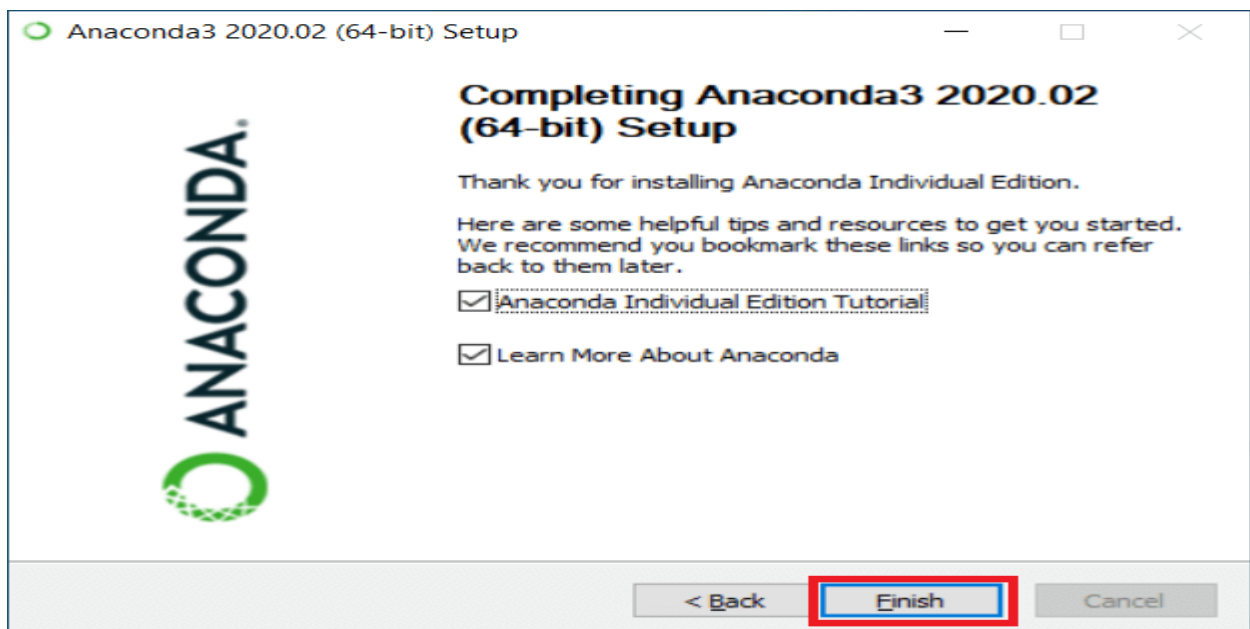 Anaconda3 2020.02 (64-bit) Setup
Completing Anaconda3 2020.02
(64-bit) Setup
ANACONDA.
Thank you for installing Anaconda Individual Edition.
Here are some helpful tips and resources to get you started.
We recommend you bookmark these links so you can refer
back to them later.
Anaconda Individual Edition Tutorial
Learn More About Anaconda
< Back
Finish
Cancel